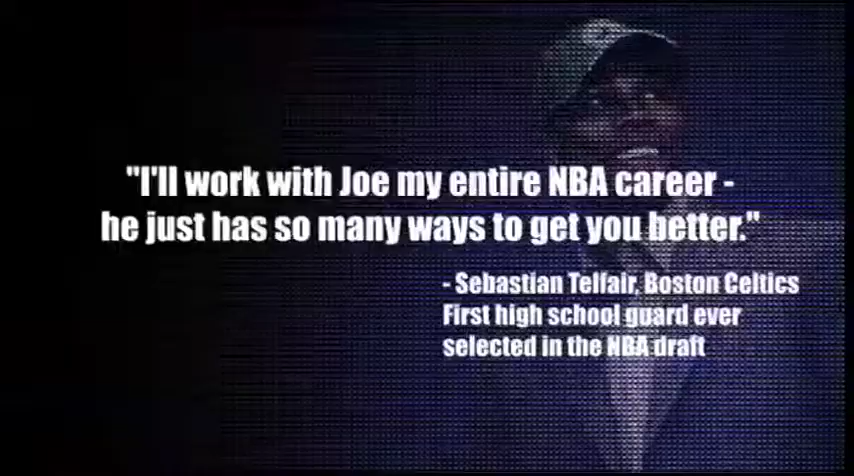 "I'll work with Joe my entire NBA career -
he just has so many ways to get you better."
- Sebastian Telfair, Boston Celtics
First high school guard ever
selected in the NBA draft